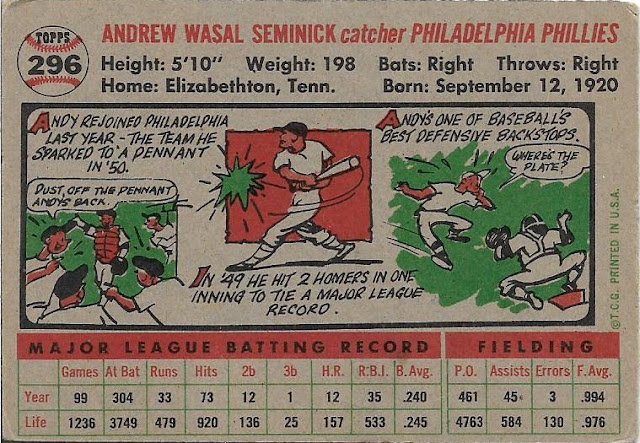 TOPPS
296
ANDREW WASAL SEMINICK catcher PHILADELPHIA PHILLIES
Height: 5'10" Weight: 198 Bats: Right Throws: Right
Home: Elizabethton, Tenn. Born: September 12, 1920
ANDY REJOINED PHILADELPHIA
LAST YEAR - THE TEAM HE
SPARKED TO A PENNANT
IN '50.
DUST, OFF THE PENNANT
ANDYS BACK.
IN '49 HE HIT 2 HOMERS IN ONE
INNING TO TIE A MAJOR LEAGUE
RECORD.
ANDY'S ONE OF BASEBALL'S
BEST DEFENSIVE BACKSTOPS.
WHERE'S THE
PLATE?
©T.C.G. PRINTED IN U.S.A.
MAJOR LEAGUE BATTING RECORD FIELDING
Games At Bat Runs Hits 2b 3b H.R. R.B.I. B.Avg. P.O. Assists Errors F.Avg.
Year 99 304 33 73 12 1 12 35 .240 461 45 3 .994
Life 1236 3749 479 920 136 25 157 533 .245 4763 584 130 .976